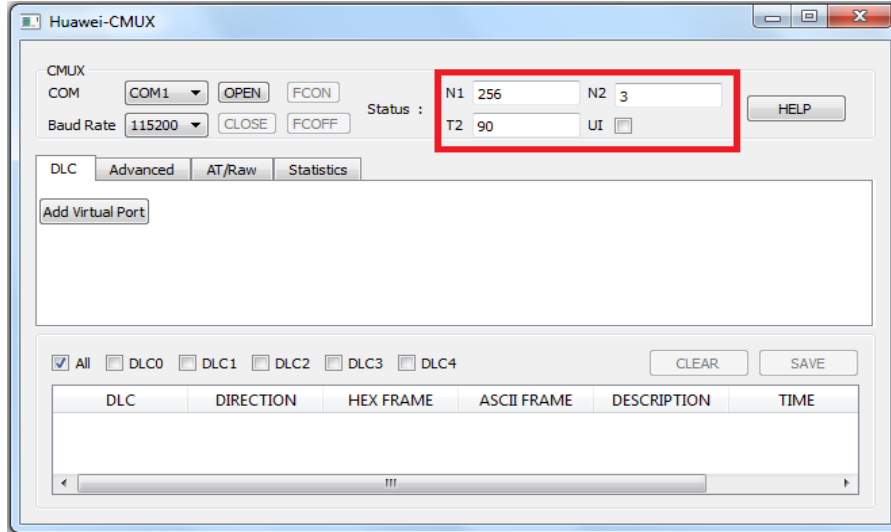 Huawei-CMUX
CMUX
COM COM1 OPEN FCON
Baud Rate 115200 CLOSE FCOFF
Status :
N1 256 N2 3
T2 90 UI
HELP
DLC Advanced AT/Raw Statistics
Add Virtual Port
All DLC0 DLC1 DLC2 DLC3 DLC4 CLEAR SAVE
DLC DIRECTION HEX FRAME ASCII FRAME DESCRIPTION TIME